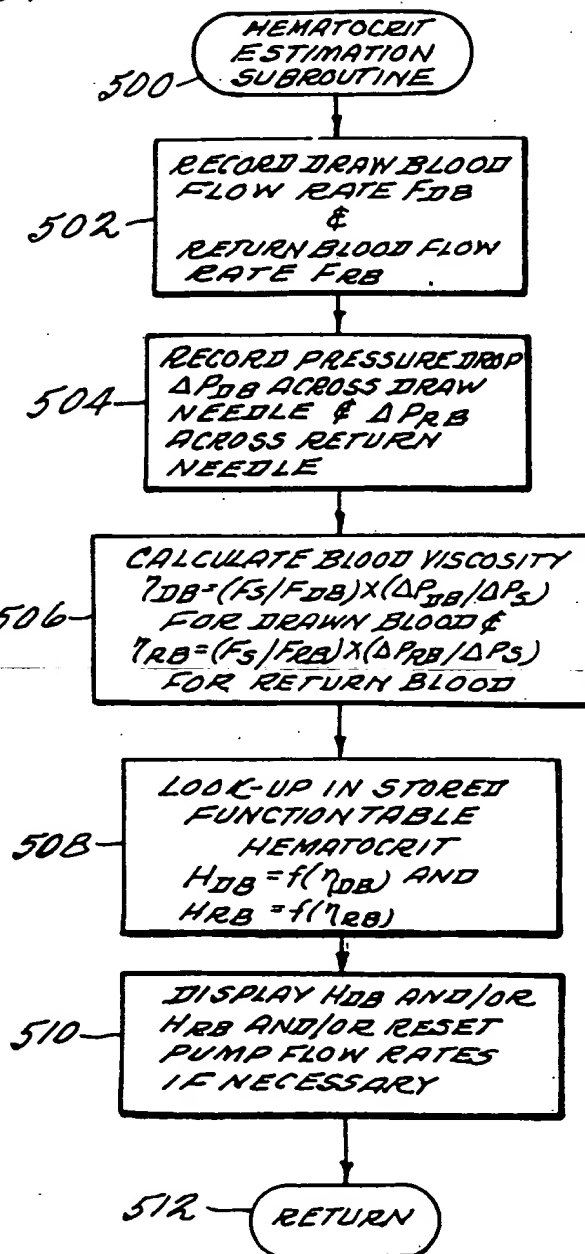 HEMATOCRIT
ESTIMATION
SUBROUTINE
500
RECORD DRAW BLOOD
FLOW RATE FDB
&
RETURN BLOOD FLOW
RATE FRB
502
RECORD PRESSURE DROP
ΔPDB ACROSS DRAW
NEEDLE & ΔPRB
ACROSS RETURN
NEEDLE
504
CALCULATE BLOOD VISCOSITY
ηDB=(FS/FDB)X(ΔPDB/ΔPS)
FOR DRAWN BLOOD &
ηRB=(FS/FRB)X(ΔPRB/ΔPS)
FOR RETURN BLOOD
506
LOOK-UP IN STORED
FUNCTION TABLE
HEMATOCRIT
HDB=f(ηDB) AND
HRB=f(ηRB)
508
DISPLAY HDB AND/OR
HRB AND/OR RESET
PUMP FLOW RATES
IF NECESSARY
510
512
RETURN